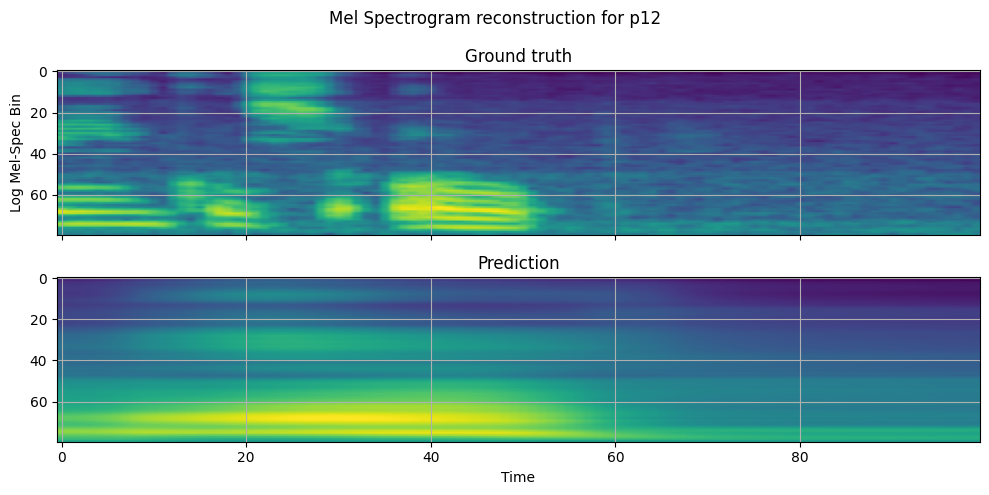 Mel Spectrogram reconstruction for p12
Ground truth
0
20
40
60
Log Mel-Spec Bin
Prediction
0
20
40
60
0 20 40 60 80
Time